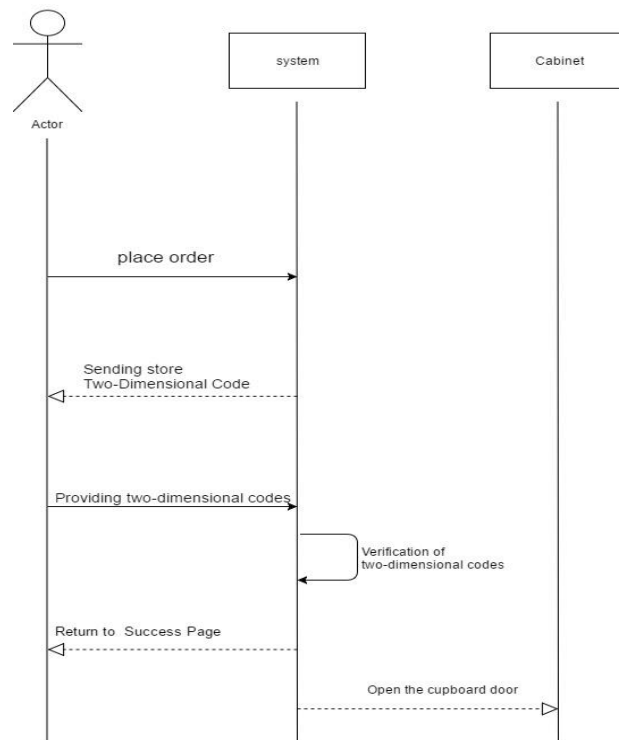 system
Cabinet
Actor
place order
Sending store
Two-Dimensional Code
Providing two-dimensional codes
Verification of
two-dimensional codes
Return to Success Page
Open the cupboard door